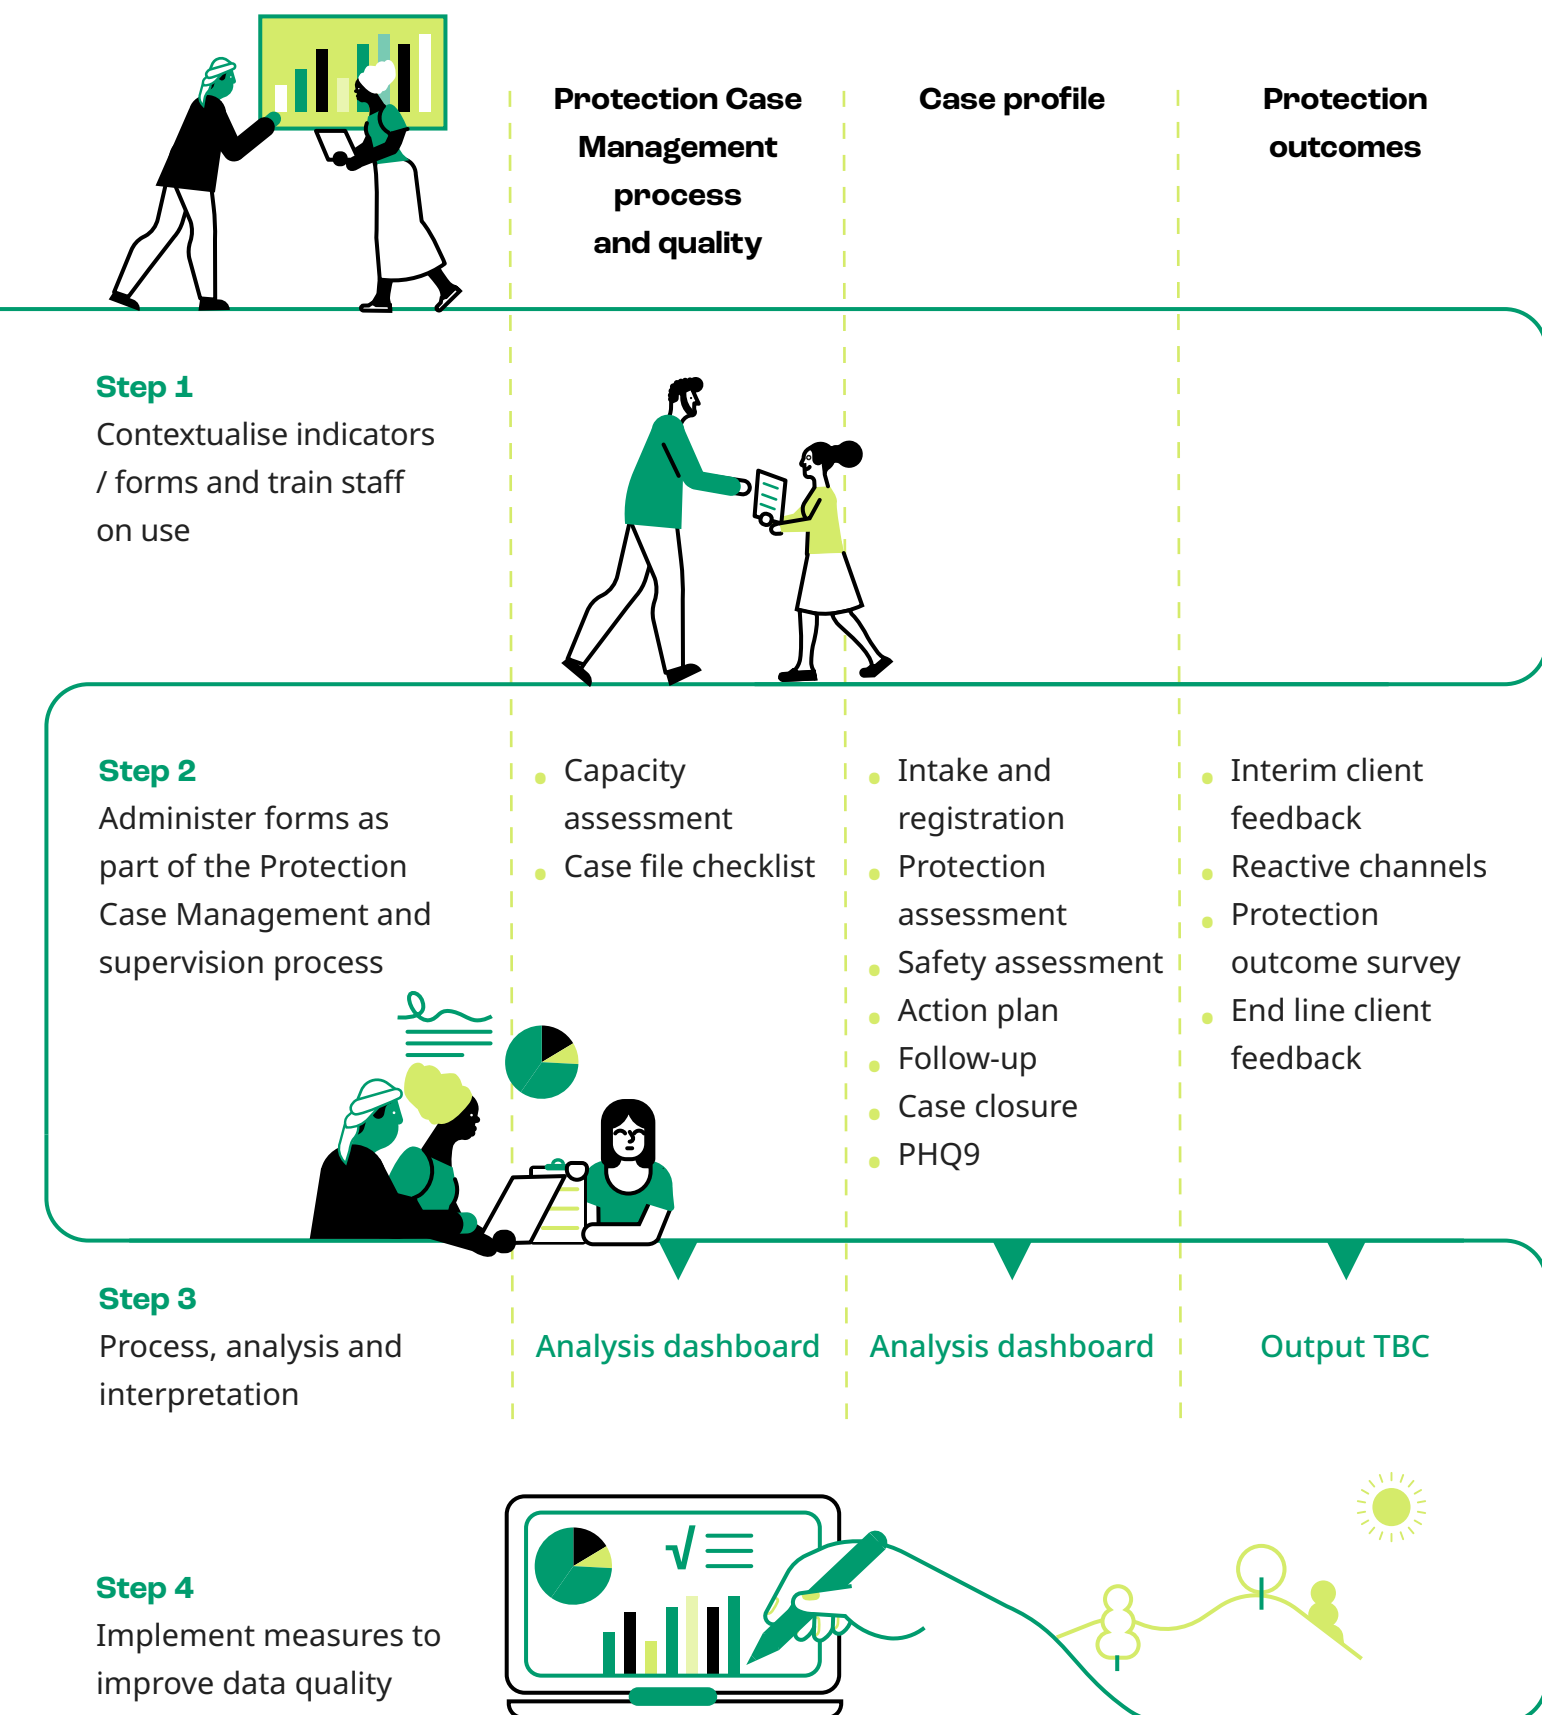 Protection Case
Management
process
and quality
Case profile
Protection
outcomes
Step 1
Contextualise indicators
/ forms and train staff
on use
Step 2
Administer forms as
part of the Protection
Case Management and
supervision process
Capacity
assessment
Case file checklist
Intake and
registration
Protection
assessment
Safety assessment
Action plan
Follow-up
Case closure
PHQ9
Interim client
feedback
Reactive channels
Protection
outcome survey
End line client
feedback
Step 3
Process, analysis and
interpretation
Analysis dashboard
Analysis dashboard
Output TBC
Step 4
Implement measures to
improve data quality